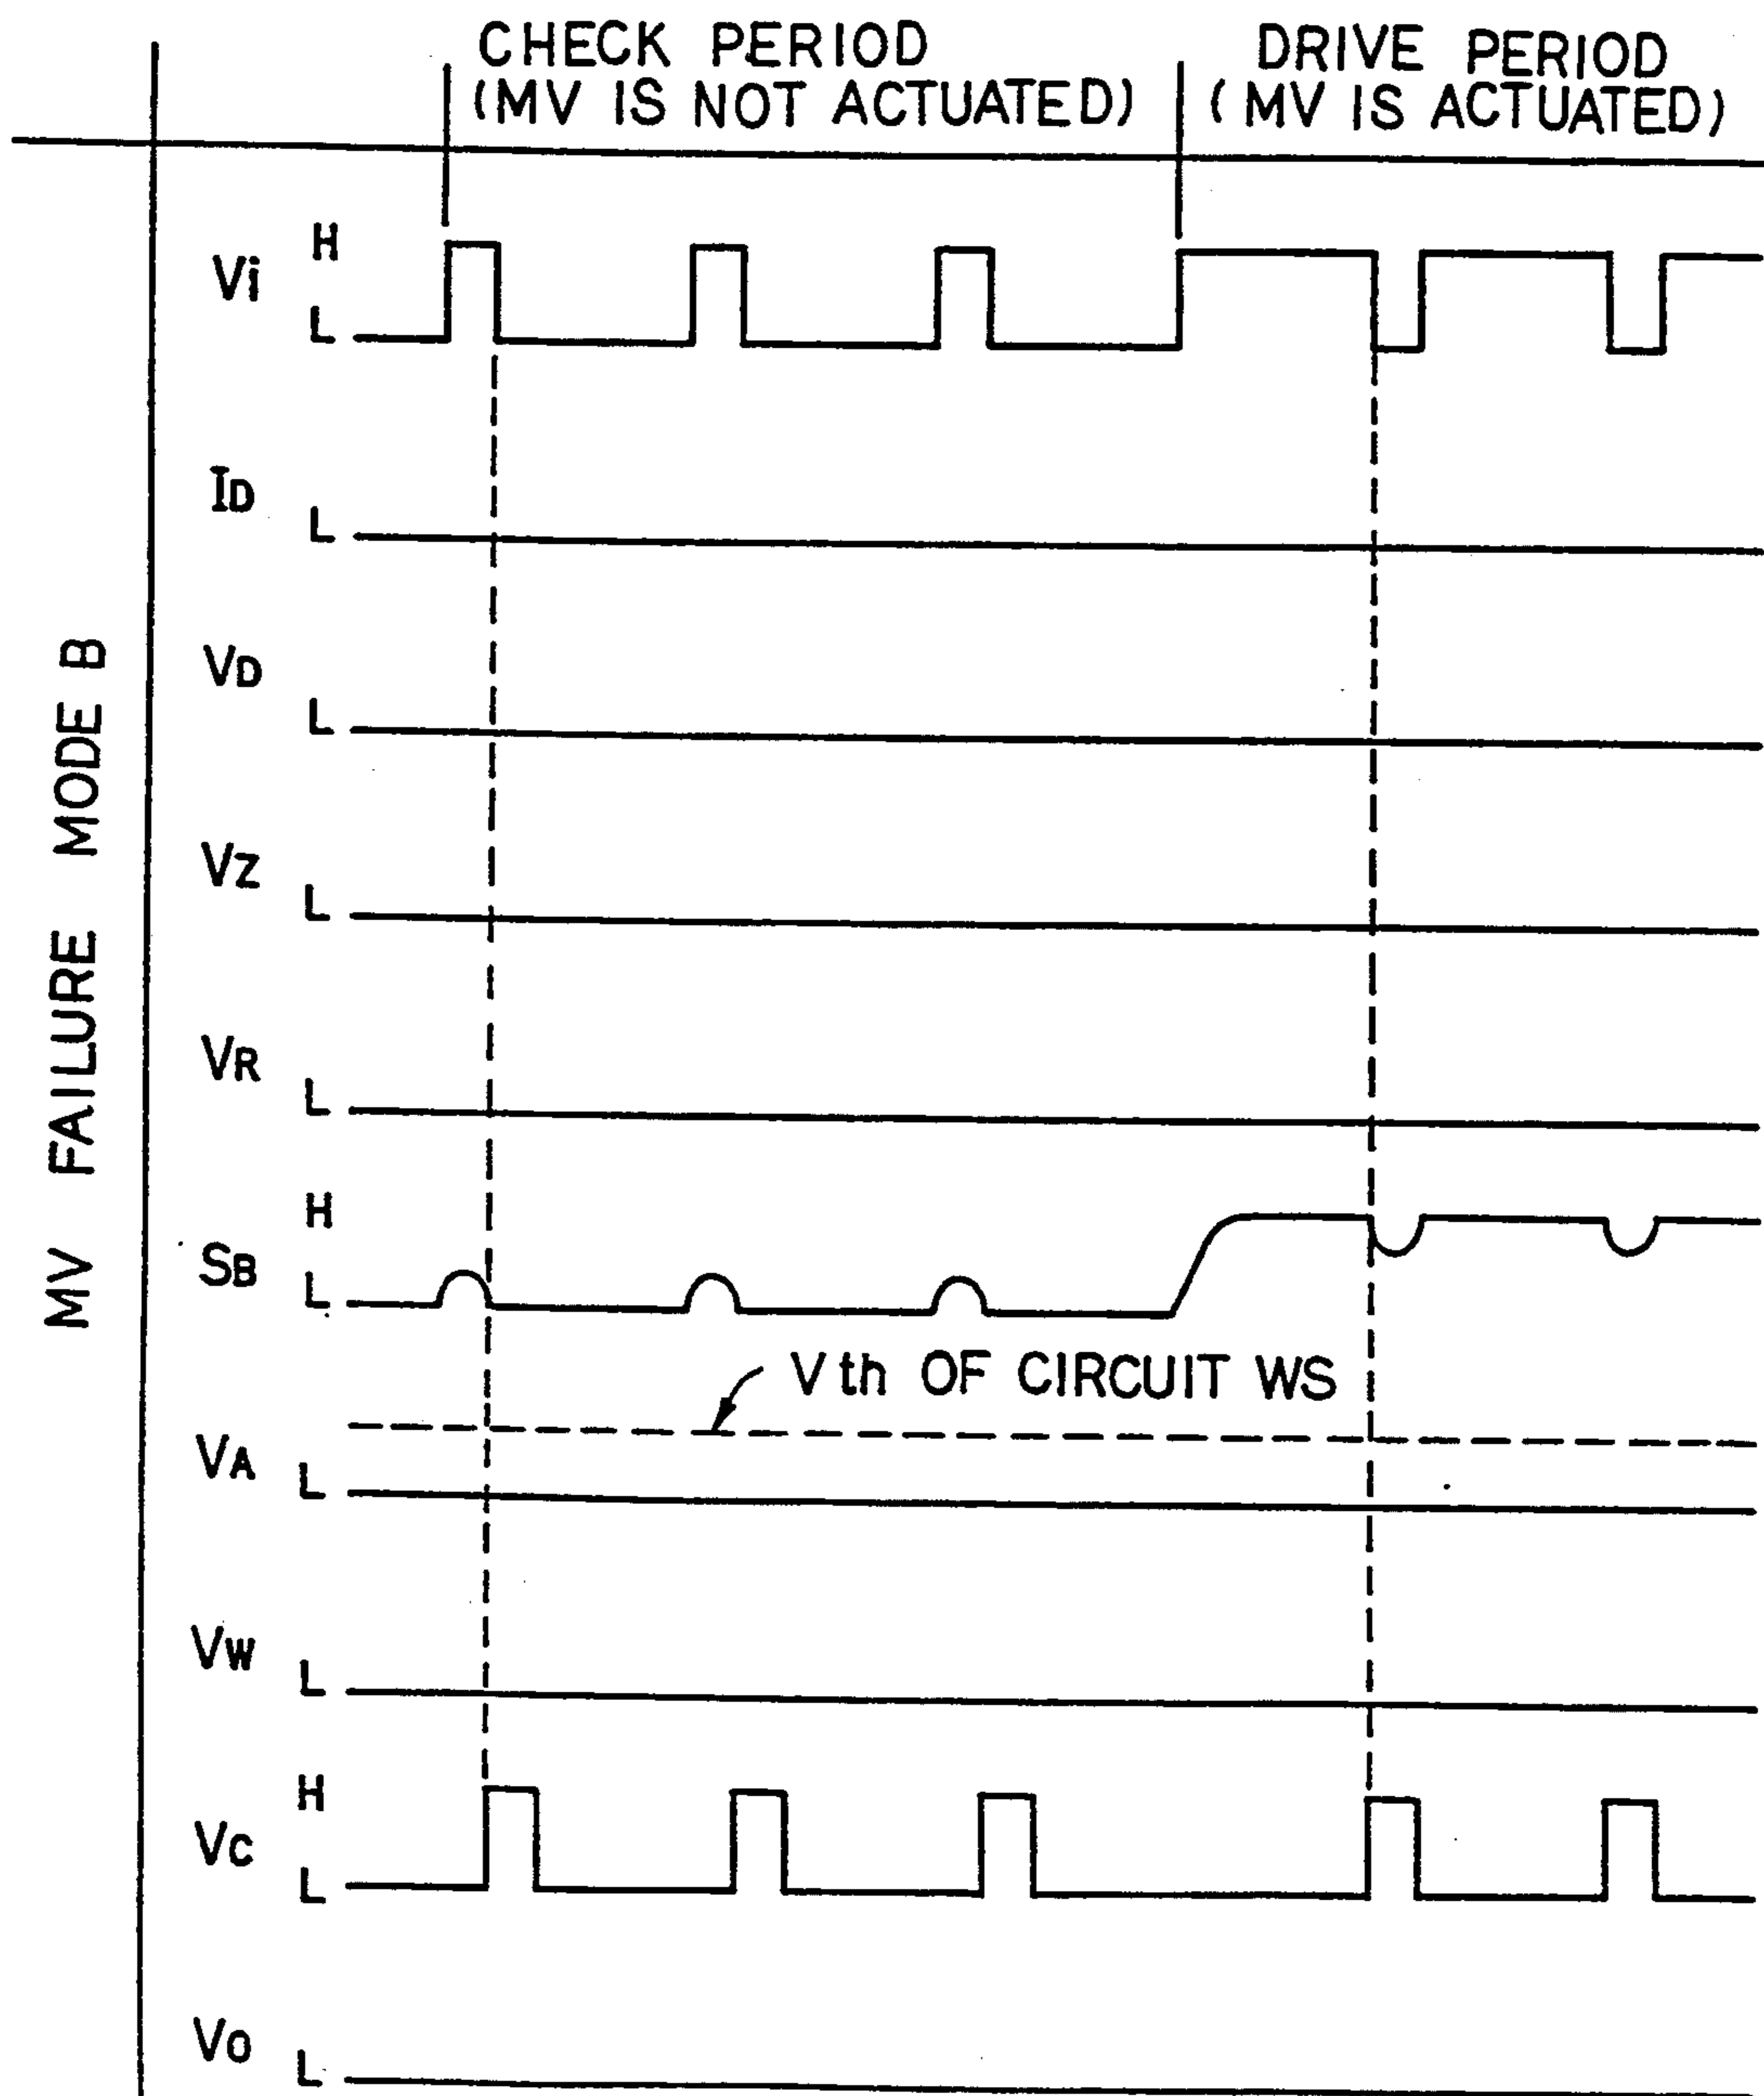 CHECK PERIOD
(MV IS NOT ACTUATED)
DRIVE PERIOD
(MV IS ACTUATED)
MV FAILURE MODE B
Vi
H
L
ID
L
VD
L
VZ
L
VR
L
SB
H
L
Vth OF CIRCUIT WS
VA
L
VW
L
VC
H
L
VO
L